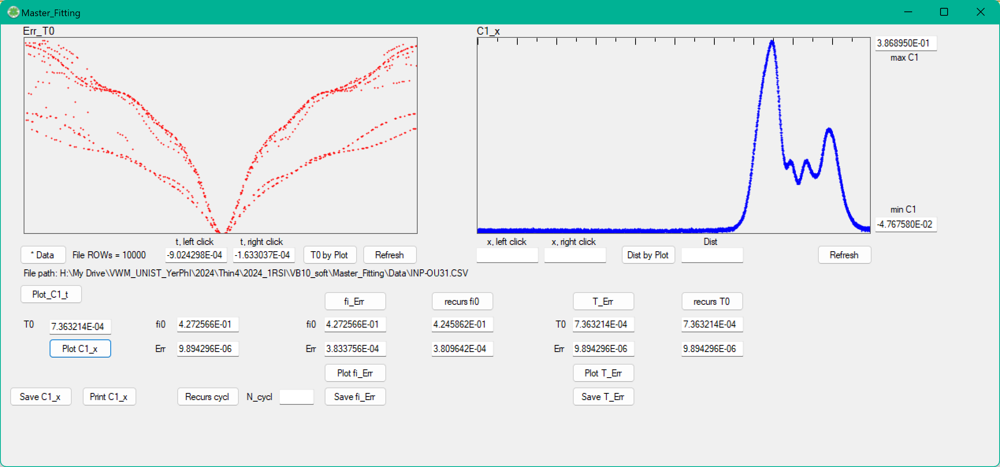 Master_Fitting
Err_T0
C1_x
3.868950E-01
max C1
min C1
-4.767580E-02
t, left click t, right click
x, left click x, right click Dist
* Data File ROWs = 10000 -9.024298E-04 -1.633037E-04 T0 by Plot Refresh
Dist by Plot Refresh
File path: H:\My Drive\VWM_UNIST_YerPhI\2024\Thin4\2024_1RSI\VB10_soft\Master_Fitting\Data\INP-OU31.CSV
Plot_C1_t
fi_Err recurs fi0 T_Err recurs T0
T0 7.363214E-04 fi0 4.272566E-01 fi0 4.272566E-01 4.245862E-01 T0 7.363214E-04 7.363214E-04
Plot C1_x Err 9.894296E-06 Err 3.833756E-04 3.809642E-04 Err 9.894296E-06 9.894296E-06
Plot fi_Err Plot T_Err
Save C1_x Print C1_x Recurs cycl N_cycl Save fi_Err Save T_Err